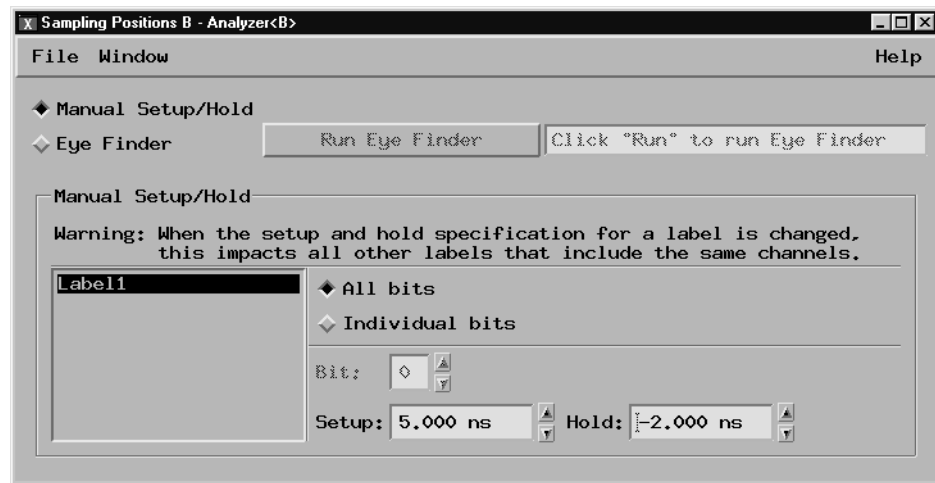 X Sampling Positions B - Analyzer<B>
File Window Help
Manual Setup/Hold
Eye Finder Run Eye Finder Click "Run" to run Eye Finder
Manual Setup/Hold
Warning: When the setup and hold specification for a label is changed,
this impacts all other labels that include the same channels.
Label1
All bits
Individual bits
Bit: 0
Setup: 5.000 ns Hold: -2.000 ns